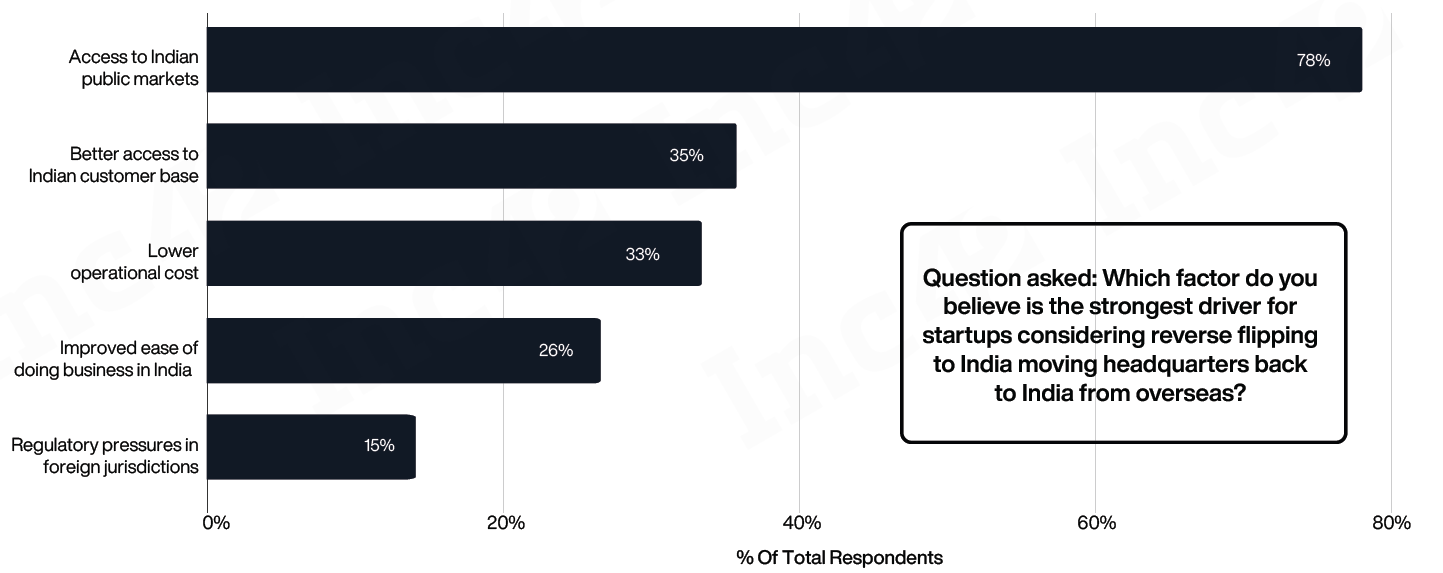 Access to Indian
public markets
78%
Better access to
Indian customer base
35%
Lower
operational cost
33%
Improved ease of
doing business in India
26%
Regulatory pressures in
foreign jurisdictions
15%
Question asked: Which factor do you
believe is the strongest driver for
startups considering reverse flipping
to India moving headquarters back
to India from overseas?
0%
20%
40%
60%
80%
% Of Total Respondents